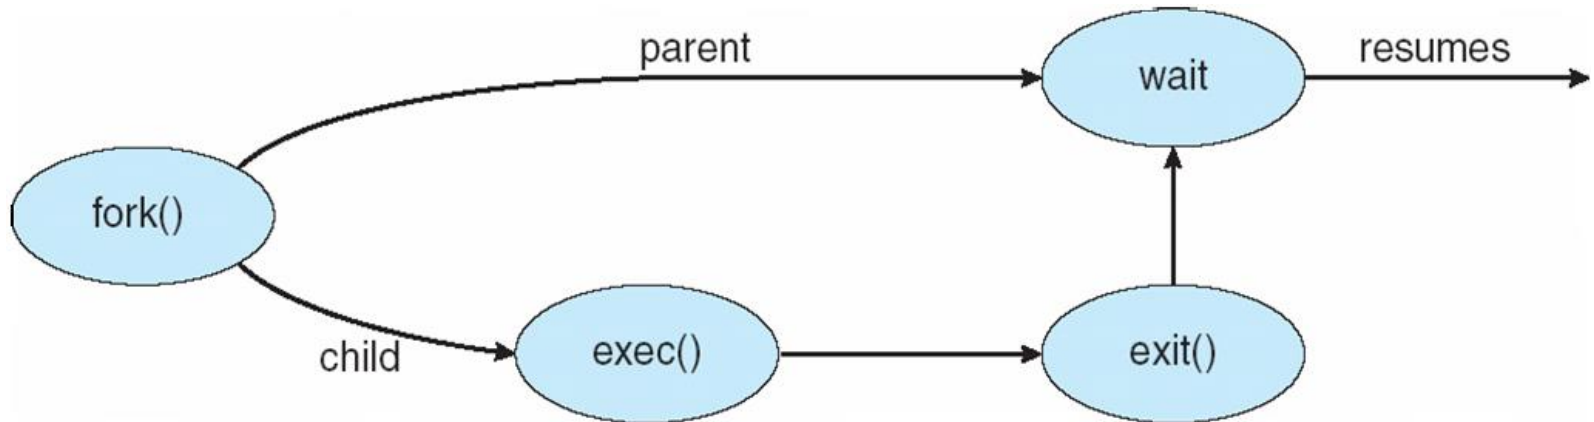 parent
wait
resumes
fork()
child
exec()
exit()